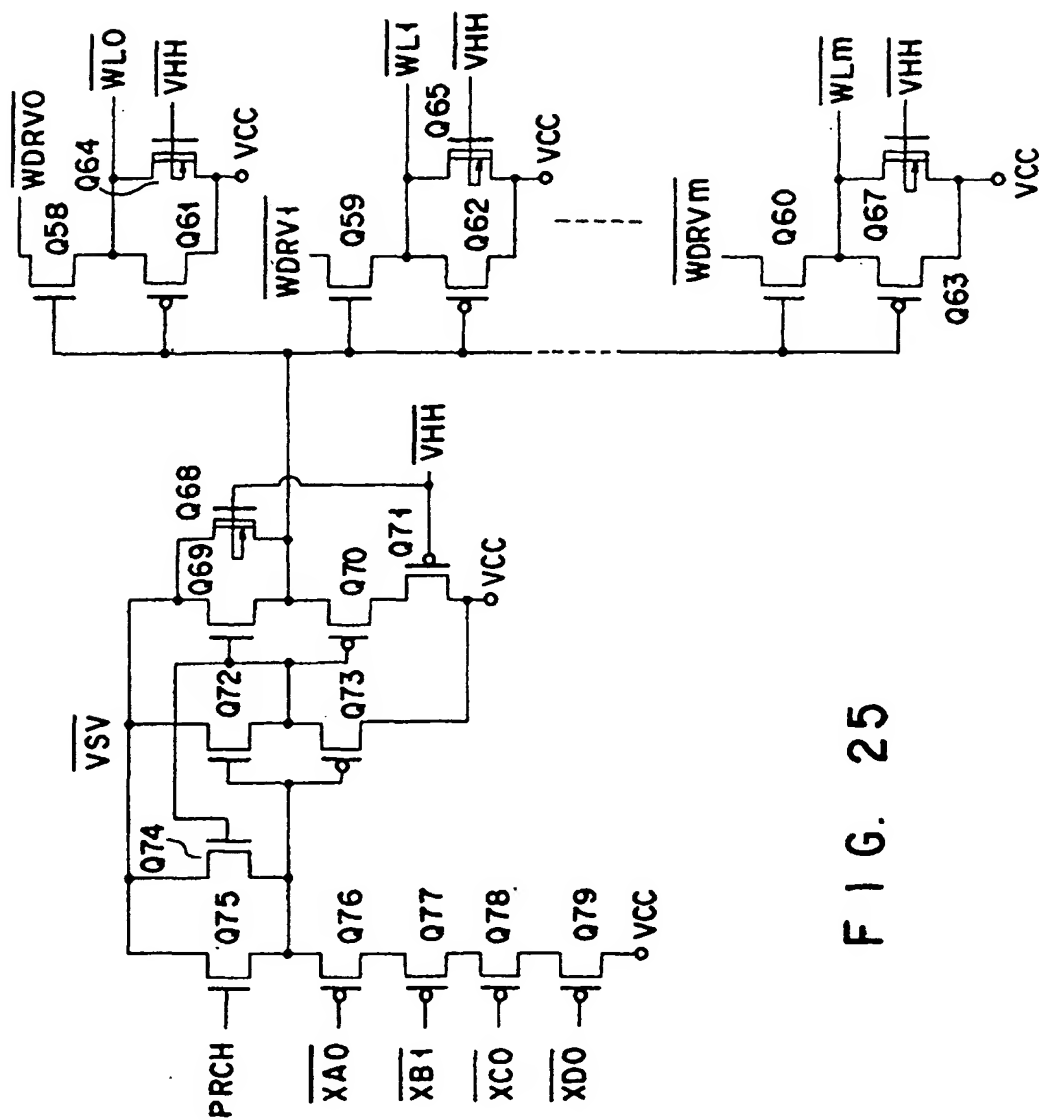 WDRV0
Q58
WL0
Q64
VHH
Q61
VCC
WDRV1
Q59
WL1
Q65
VHH
Q62
VCC
WDRVm
Q60
WLm
Q67
VHH
Q63
VCC
VSV
Q69
Q68
Q72
Q70
VHH
Q73
Q71
VCC
Q74
Q75
PRCH
XA0
Q76
XB1
Q77
XC0
Q78
XD0
Q79
VCC
FIG. 25